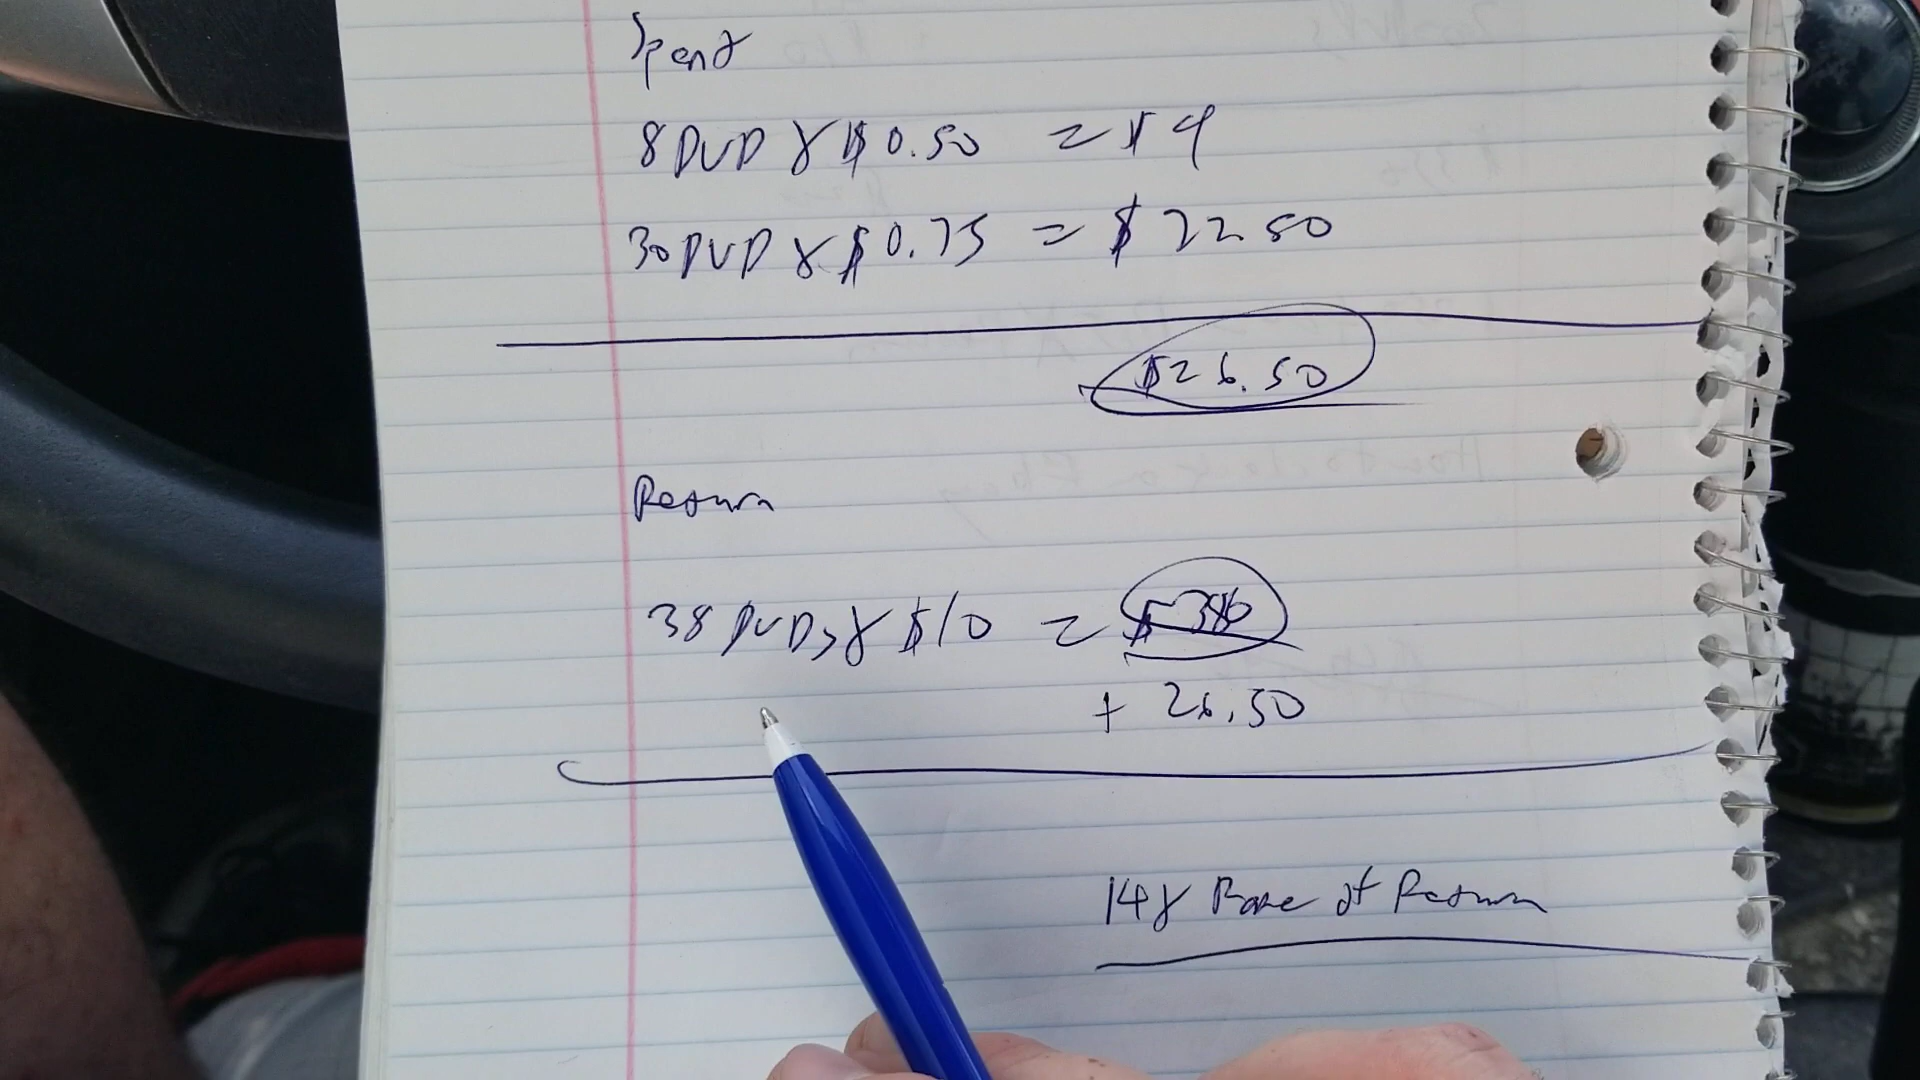 Spent
8 DVD x $0.50 = $4
30 DVD x $0.75 = $22.50
$26.50
Return
38 DVDs x $10 = $380
+ 26.50
14x Rate of Return